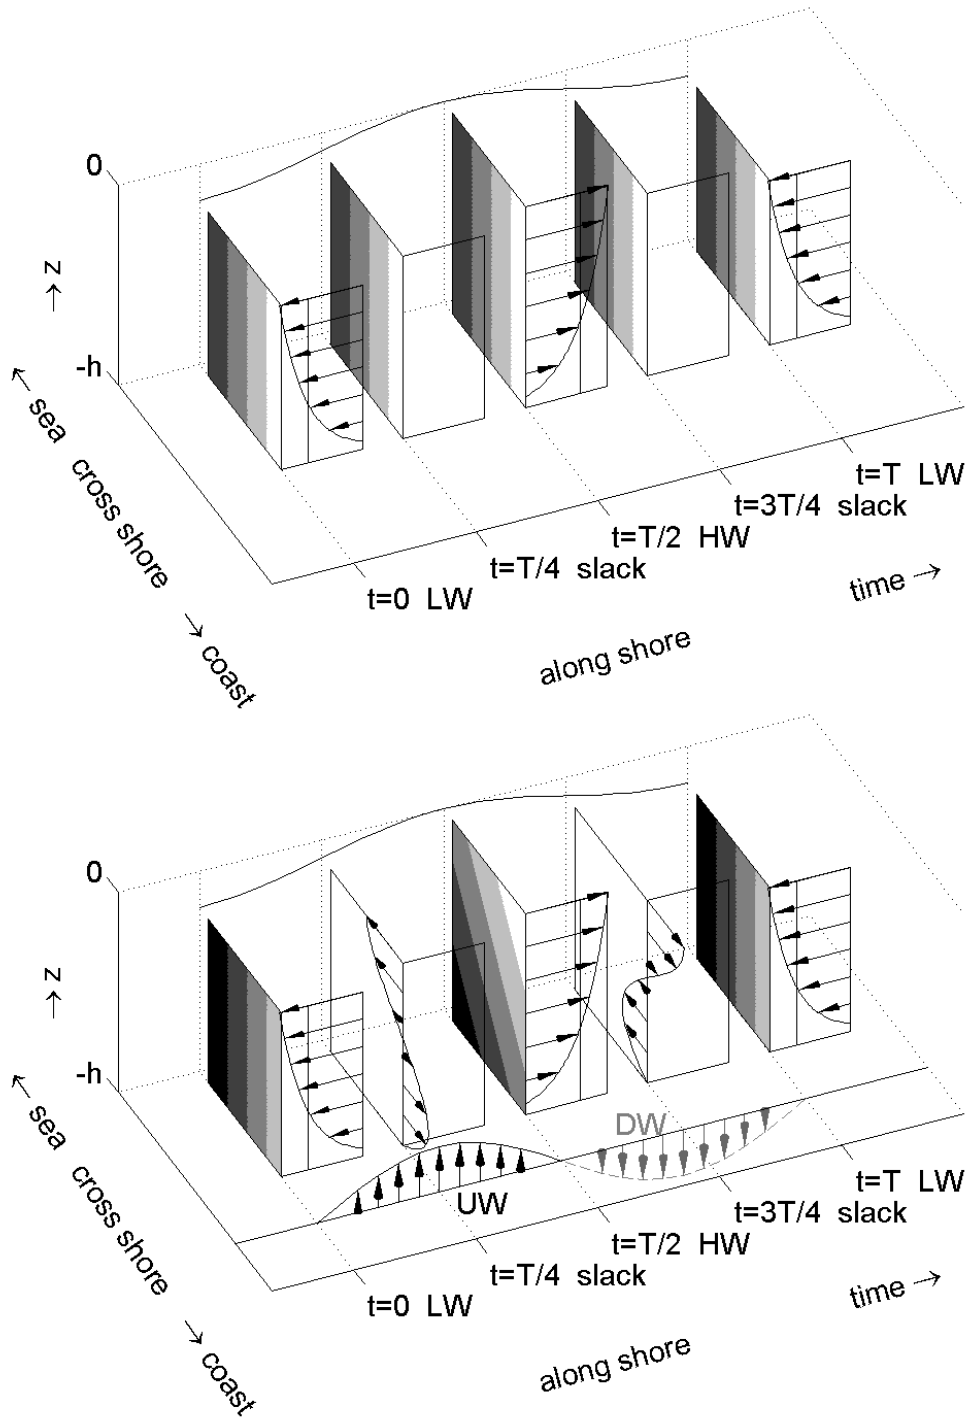 0
z →
-h
← sea cross shore → coast
t=0 LW
t=T/4 slack
t=T/2 HW
t=3T/4 slack
t=T LW
time →
along shore
0
z →
-h
← sea cross shore → coast
DW
UW
t=0 LW
t=T/4 slack
t=T/2 HW
t=3T/4 slack
t=T LW
time →
along shore